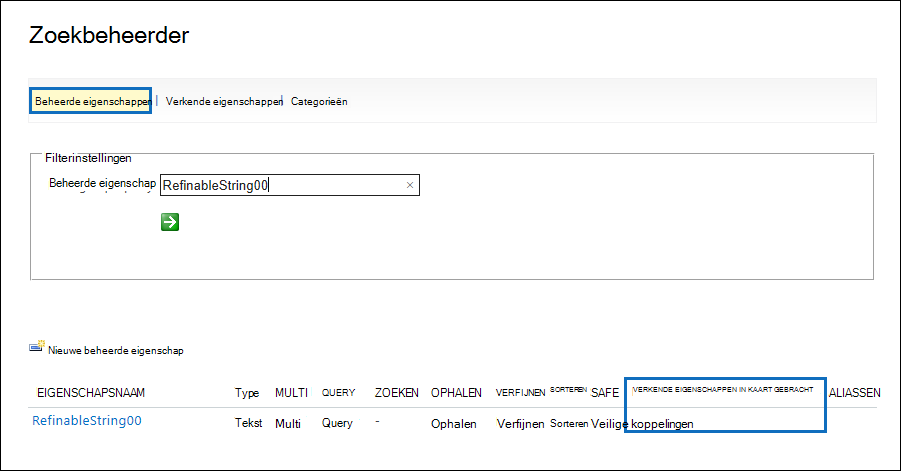 Zoekbeheerder
Beheerde eigenschappen | Verkende eigenschappen | Categorieën
Filterinstellingen
Beheerde eigenschap RefinableString00 ×
Nieuwe beheerde eigenschap
EIGENSCHAPSNAAM Type MULTI QUERY ZOEKEN OPHALEN VERFIJNEN SORTEREN SAFE VERKENDE EIGENSCHAPPEN IN KAART GEBRACHT ALIASSEN
RefinableString00 Tekst Multi Query - Ophalen Verfijnen Sorteren Veilige koppelingen